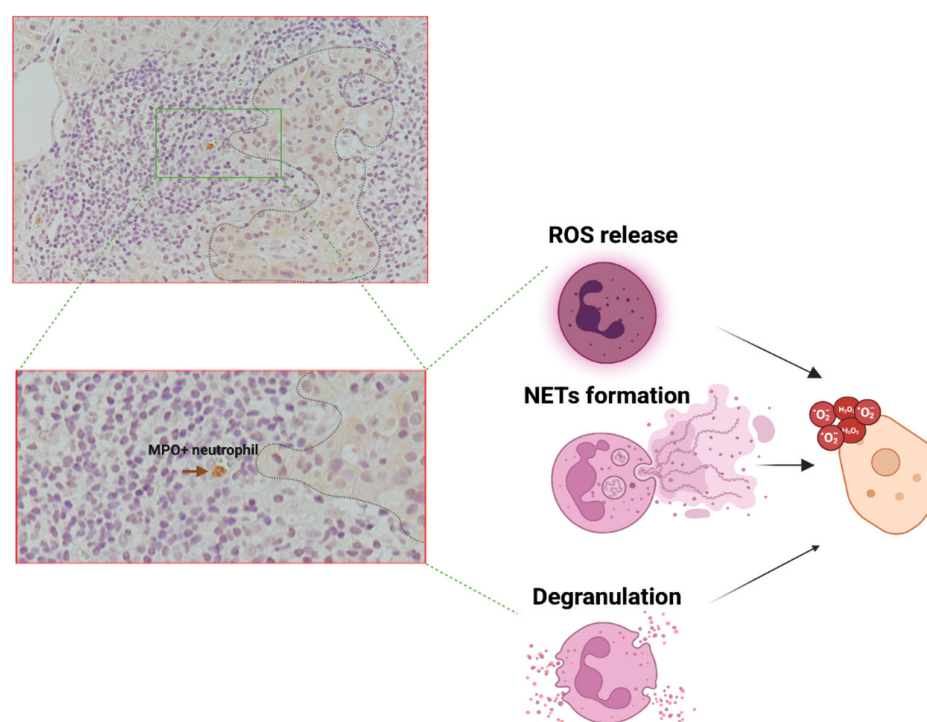 ROS release
NETs formation
MPO+ neutrophil
Degranulation
•O₂⁻
H₂O₂
•O₂⁻
•O₂⁻
H₂O₂